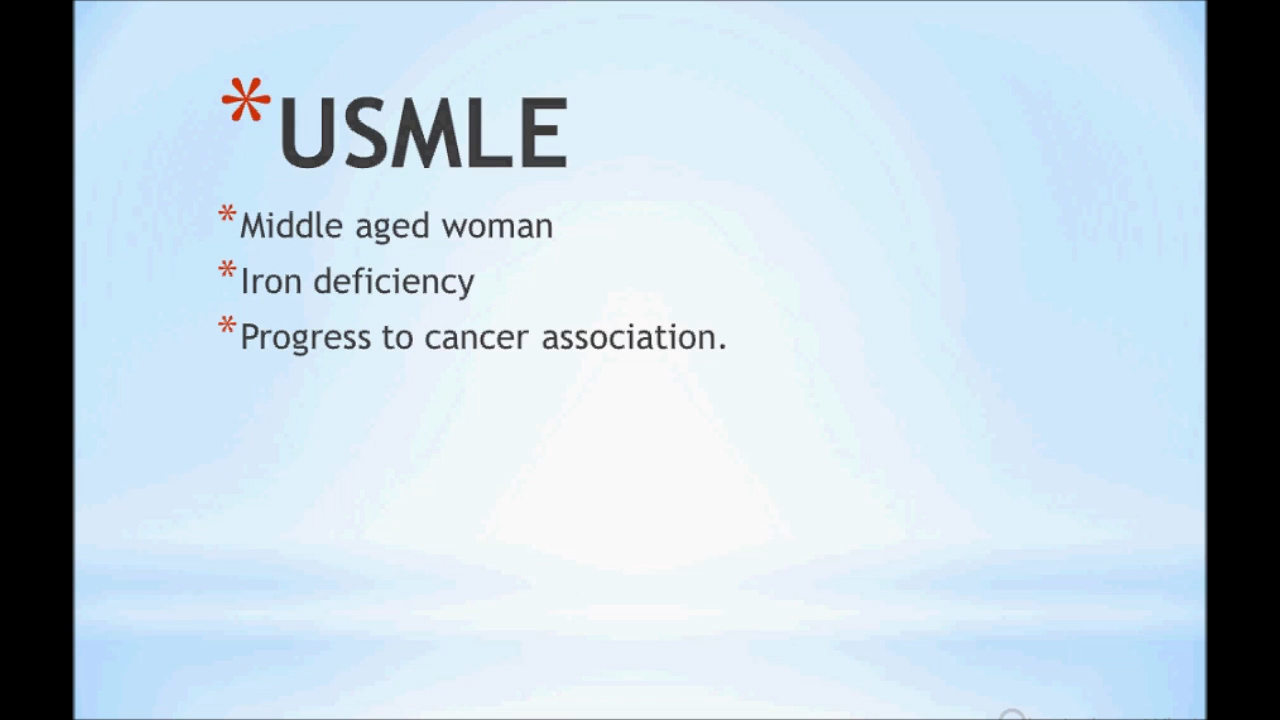 *USMLE
*Middle aged woman
*Iron deficiency
*Progress to cancer association.